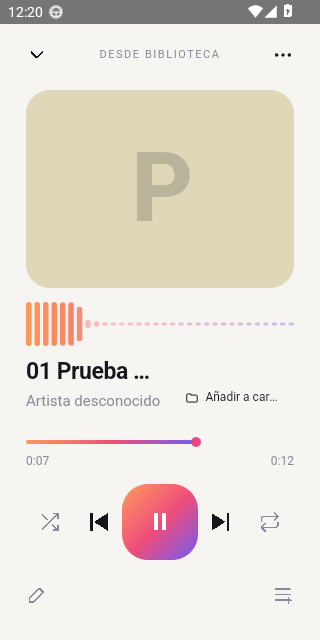 12:20
DESDE BIBLIOTECA
P
01 Prueba ...
Artista desconocido
Añadir a car...
0:07
0:12